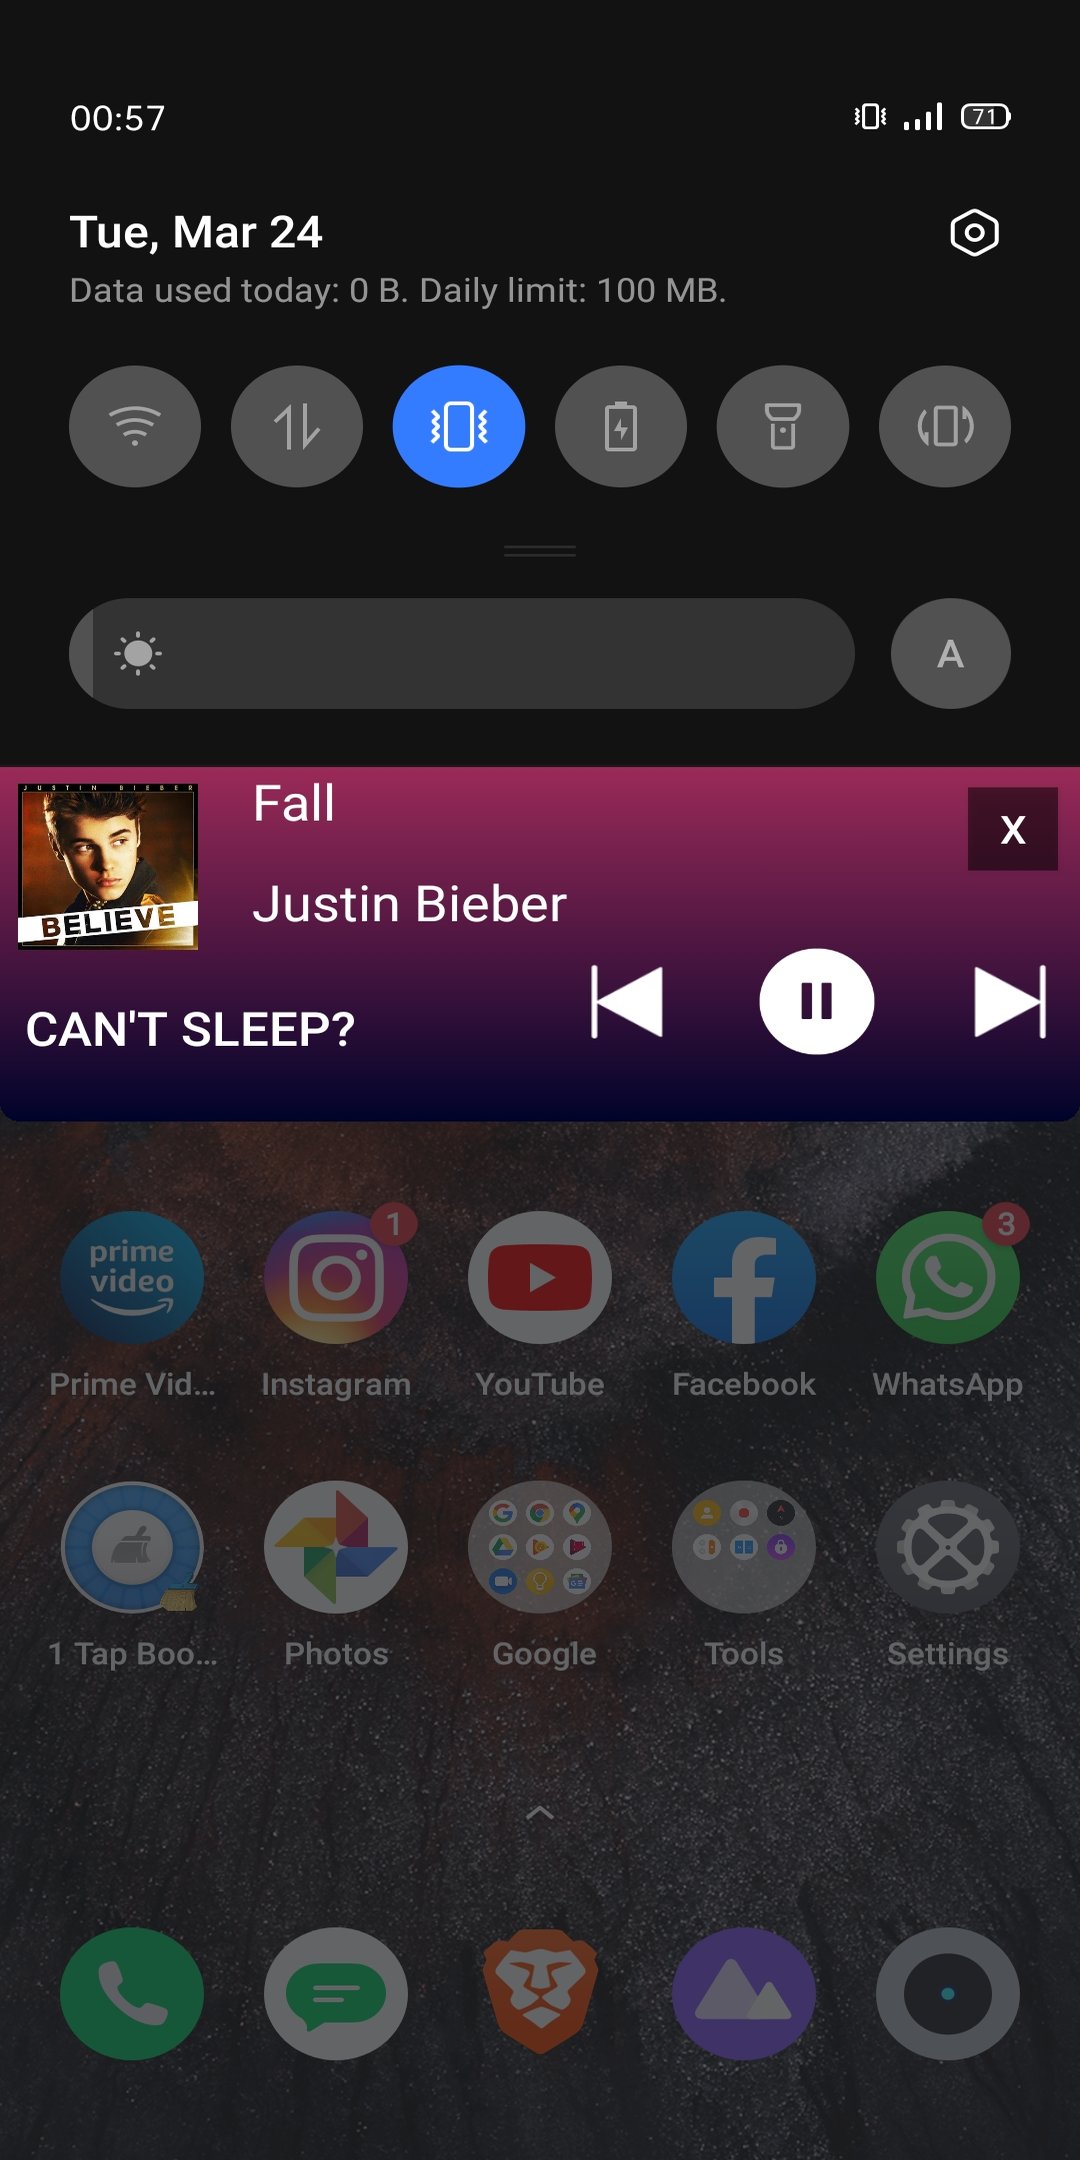 00:57
71
Tue, Mar 24
Data used today: 0 B. Daily limit: 100 MB.
A
JUSTIN BIEBER
BELIEVE
Fall
X
Justin Bieber
CAN'T SLEEP?
prime
video
1
3
Prime Vid...
Instagram
YouTube
Facebook
WhatsApp
1 Tap Boo...
Photos
Google
Tools
Settings